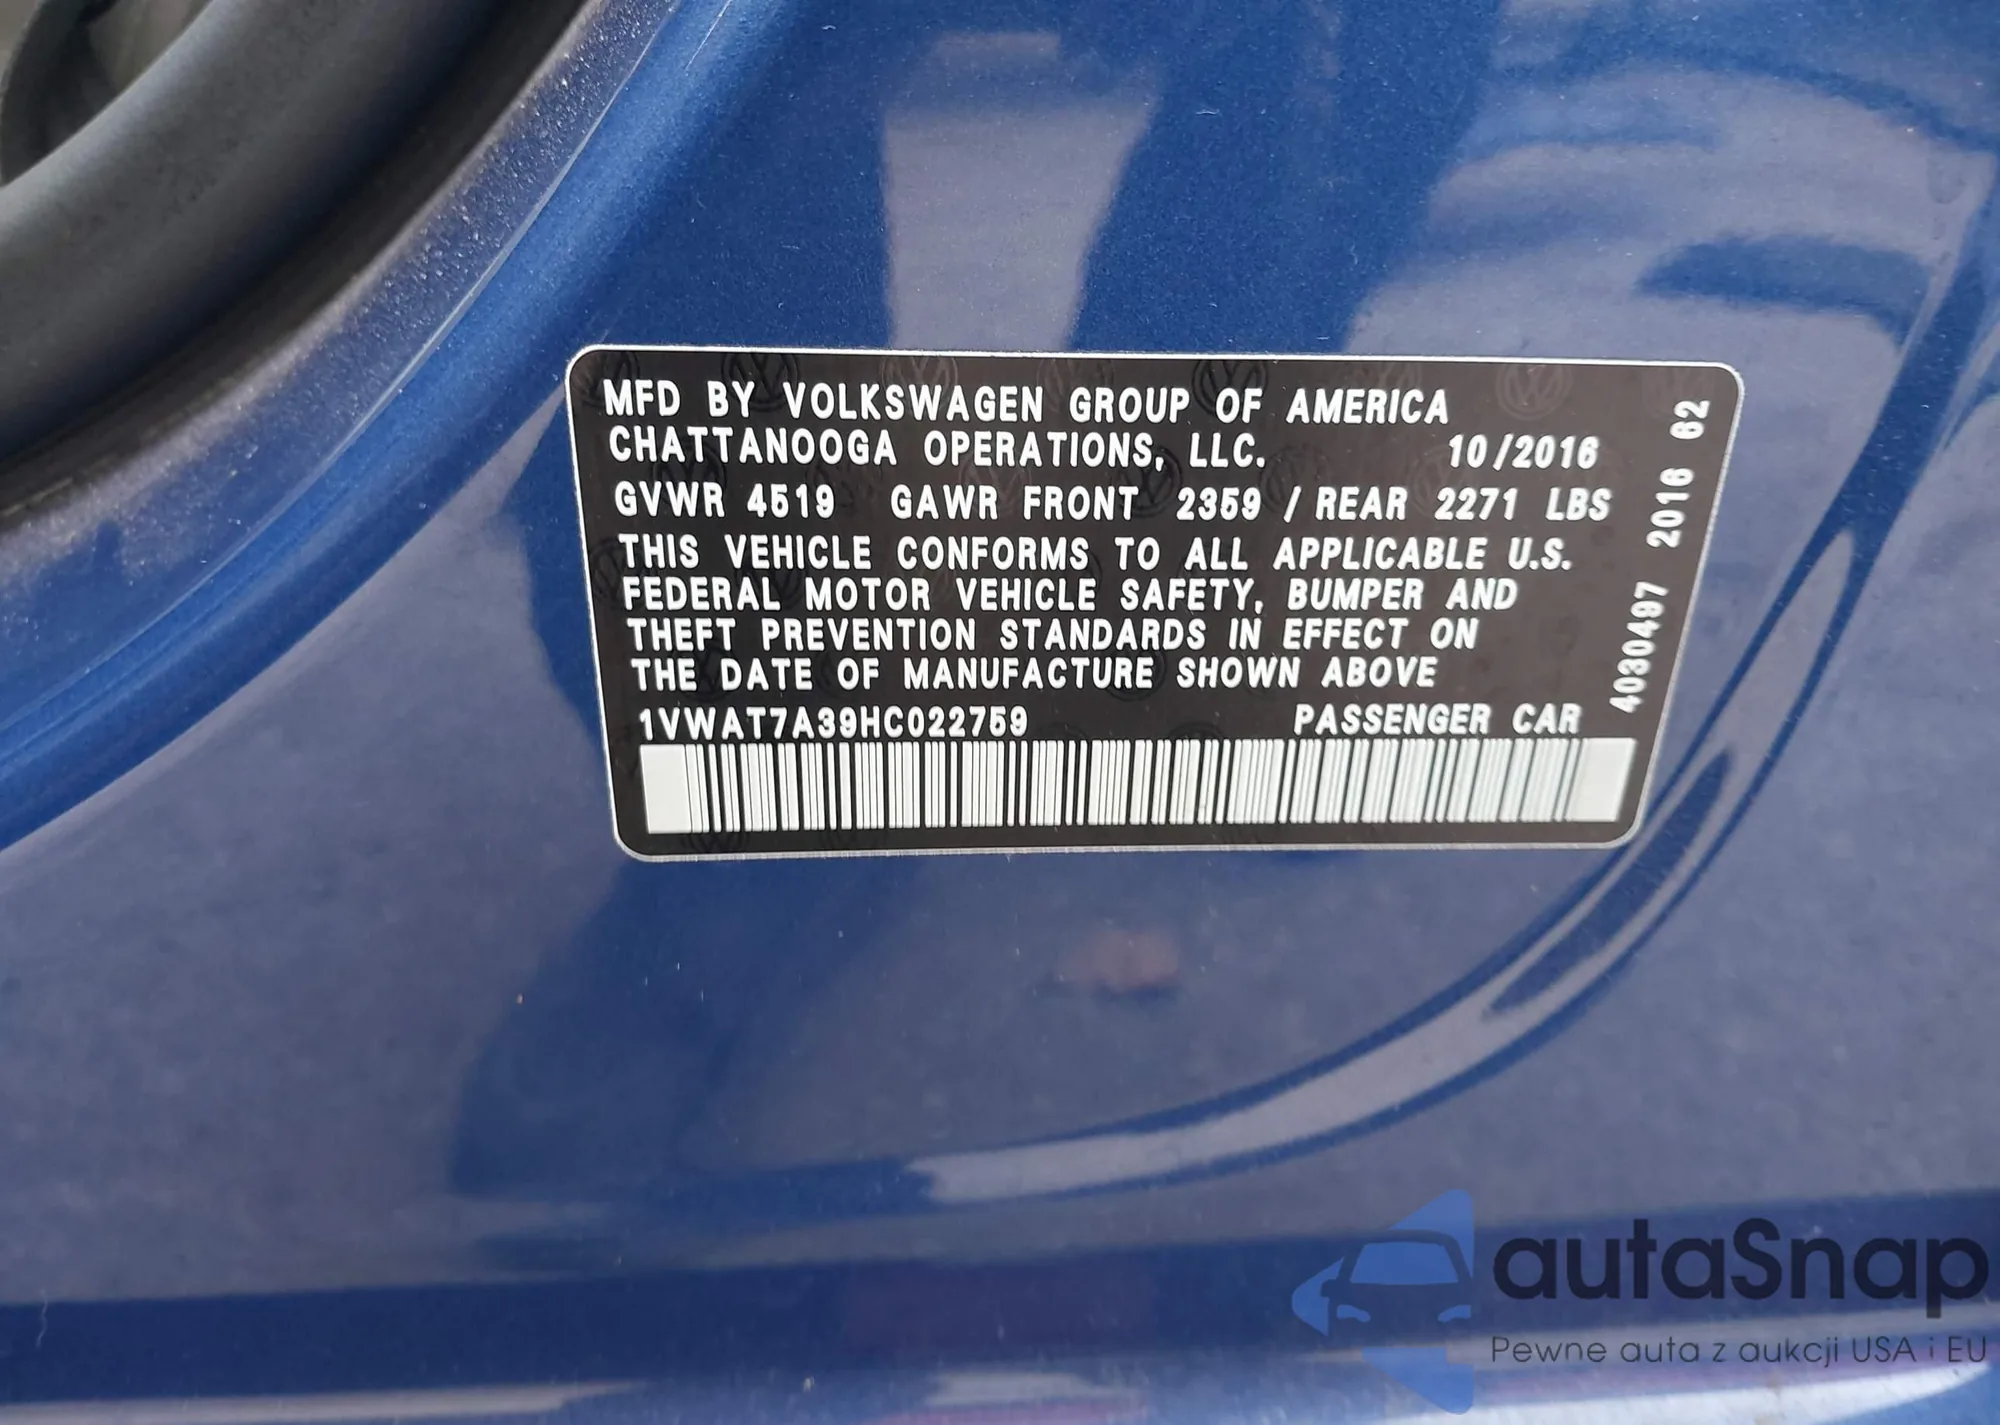 MFD BY VOLKSWAGEN GROUP OF AMERICA
CHATTANOOGA OPERATIONS, LLC. 10/2016
GVWR 4519 GAWR FRONT 2359 / REAR 2271 LBS
THIS VEHICLE CONFORMS TO ALL APPLICABLE U.S.
FEDERAL MOTOR VEHICLE SAFETY, BUMPER AND
THEFT PREVENTION STANDARDS IN EFFECT ON
THE DATE OF MANUFACTURE SHOWN ABOVE
1VWAT7A39HC022759 PASSENGER CAR
4030497 2016 62
autaSnap
Pewne auta z aukcji USA i EU